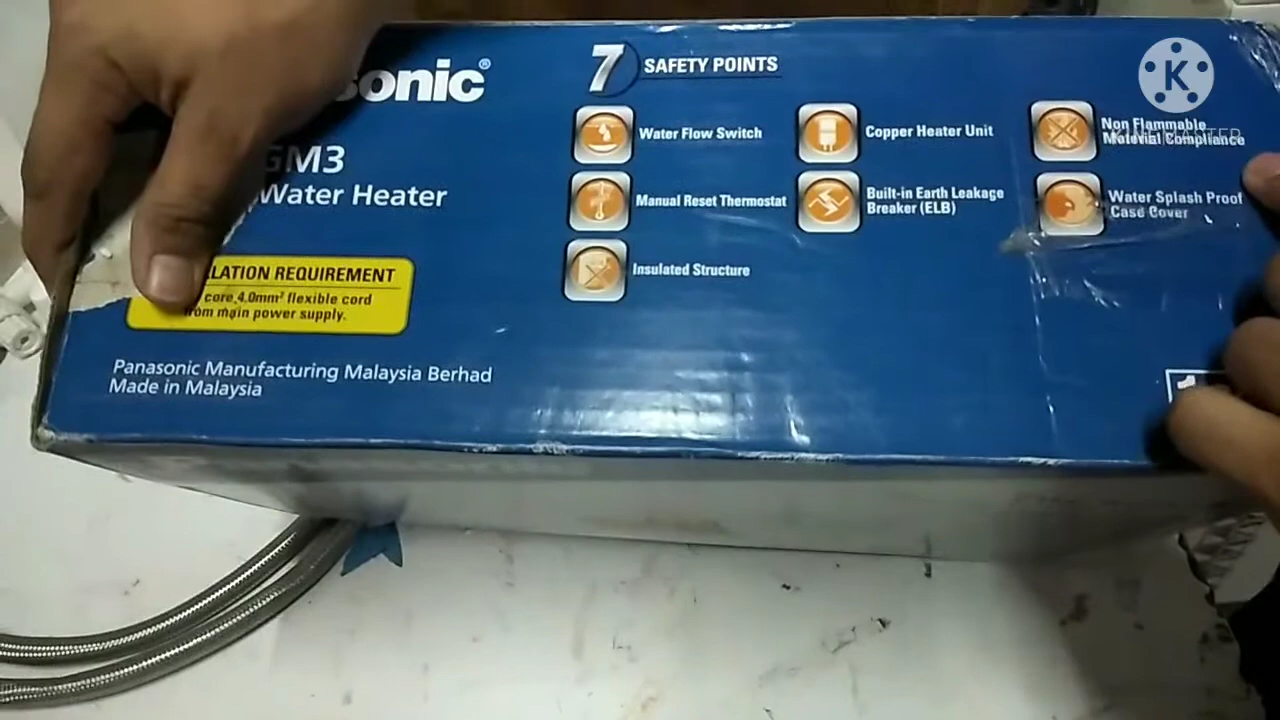 sonic®
GM3
Water Heater
LATION REQUIREMENT
core 4.0mm² flexible cord
from main power supply.
Panasonic Manufacturing Malaysia Berhad
Made in Malaysia
7 SAFETY POINTS
Water Flow Switch
Copper Heater Unit
Non Flammable
Material Compliance
Manual Reset Thermostat
Built-in Earth Leakage
Breaker (ELB)
Water Splash Proof
Case Cover
Insulated Structure
1
K
KINEMASTER